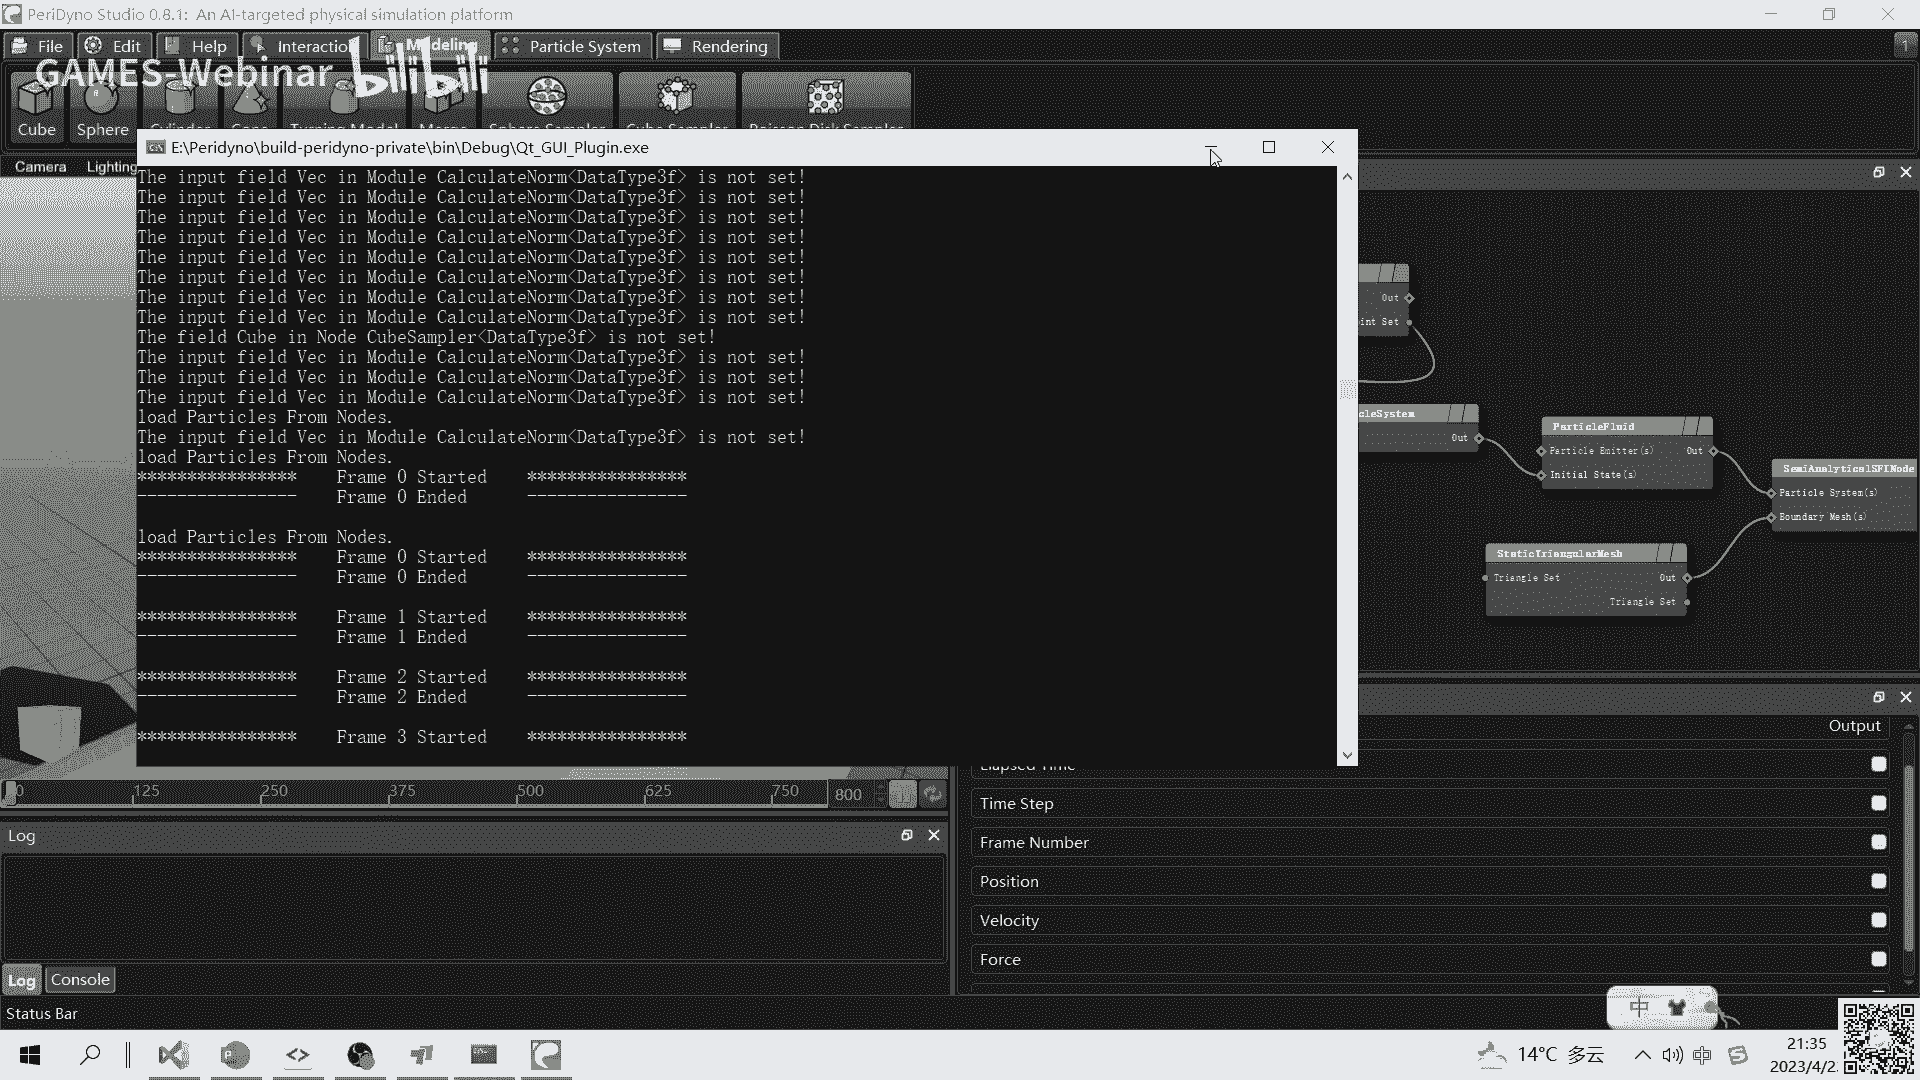 PeriDyno Studio 0.8.1: An AI-targeted physical simulation platform
File Edit Help Interaction Modeling Particle System Rendering 1
GAMES-Webinar bilibili
Cube Sphere Cylinder Cone Turning Model Merge Sphere Sampler Cube Sampler Poisson Disk Sampler
E:\Peridyno\build-peridyno-private\bin\Debug\Qt_GUI_Plugin.exe
Camera Lighting
The input field Vec in Module CalculateNorm<DataType3f> is not set!
The input field Vec in Module CalculateNorm<DataType3f> is not set!
The input field Vec in Module CalculateNorm<DataType3f> is not set!
The input field Vec in Module CalculateNorm<DataType3f> is not set!
The input field Vec in Module CalculateNorm<DataType3f> is not set!
The input field Vec in Module CalculateNorm<DataType3f> is not set!
The input field Vec in Module CalculateNorm<DataType3f> is not set!
The input field Vec in Module CalculateNorm<DataType3f> is not set!
The field Cube in Node CubeSampler<DataType3f> is not set!
The input field Vec in Module CalculateNorm<DataType3f> is not set!
The input field Vec in Module CalculateNorm<DataType3f> is not set!
The input field Vec in Module CalculateNorm<DataType3f> is not set!
load Particles From Nodes.
The input field Vec in Module CalculateNorm<DataType3f> is not set!
load Particles From Nodes.
**************** Frame 0 Started ****************
---------------- Frame 0 Ended ----------------
load Particles From Nodes.
**************** Frame 0 Started ****************
---------------- Frame 0 Ended ----------------
**************** Frame 1 Started ****************
---------------- Frame 1 Ended ----------------
**************** Frame 2 Started ****************
---------------- Frame 2 Ended ----------------
**************** Frame 3 Started ****************
Out
int Set
cleSystem
Out
ParticleFluid
Particle Emitter(s) Out
Initial State(s)
SemiAnalyticalSFINode
Particle System(s)
Boundary Mesh(s)
StaticTriangularMesh
Triangle Set Out
Triangle Set
Output
Elapsed Time
Time Step
Frame Number
Position
Velocity
Force
0 125 250 375 500 625 750 800
Log
Log Console
Status Bar
中
14°C 多云
中
21:35
2023/4/2